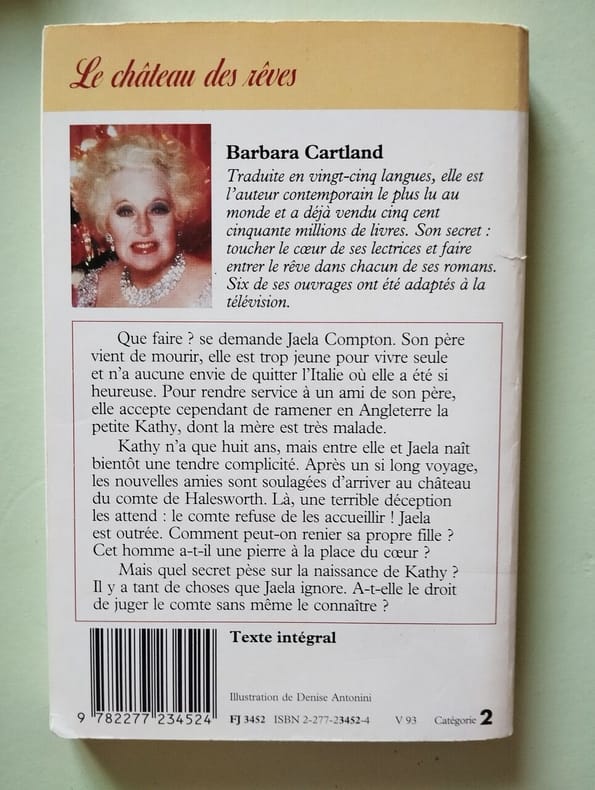 Le château des rêves
Barbara Cartland
Traduite en vingt-cinq langues, elle est
l'auteur contemporain le plus lu au
monde et a déjà vendu cinq cent
cinquante millions de livres. Son secret :
toucher le cœur de ses lectrices et faire
entrer le rêve dans chacun de ses romans.
Six de ses ouvrages ont été adaptés à la
télévision.
Que faire ? se demande Jaela Compton. Son père
vient de mourir, elle est trop jeune pour vivre seule
et n'a aucune envie de quitter l'Italie où elle a été si
heureuse. Pour rendre service à un ami de son père,
elle accepte cependant de ramener en Angleterre la
petite Kathy, dont la mère est très malade.
Kathy n'a que huit ans, mais entre elle et Jaela naît
bientôt une tendre complicité. Après un si long voyage,
les nouvelles amies sont soulagées d'arriver au château
du comte de Halesworth. Là, une terrible déception
les attend : le comte refuse de les accueillir ! Jaela
est outrée. Comment peut-on renier sa propre fille ?
Cet homme a-t-il une pierre à la place du cœur ?
Mais quel secret pèse sur la naissance de Kathy ?
Il y a tant de choses que Jaela ignore. A-t-elle le droit
de juger le comte sans même le connaître ?
Texte intégral
Illustration de Denise Antonini
9 782277 234524 FJ 3452 ISBN 2-277-23452-4 V 93 Catégorie 2